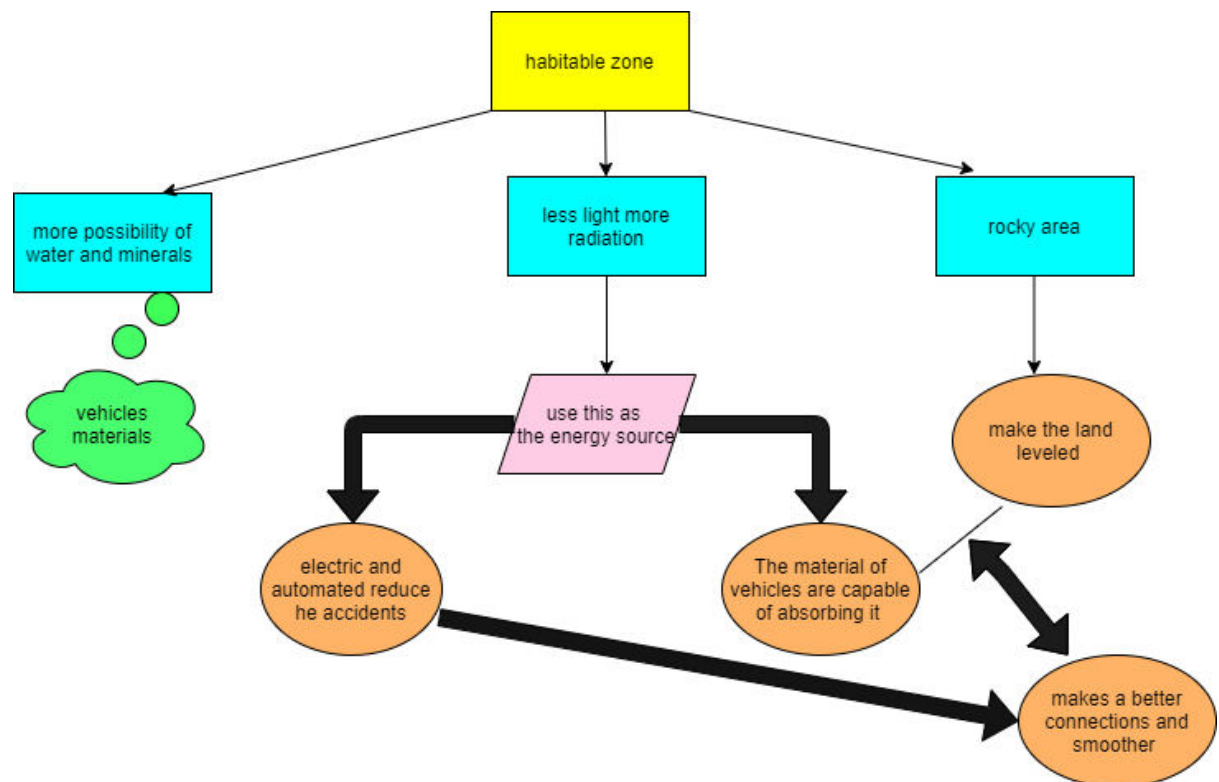 habitable zone
more possibility of
water and minerals
less light more
radiation
rocky area
vehicles
materials
use this as
the energy source
make the land
leveled
electric and
automated reduce
he accidents
The material of
vehicles are capable
of absorbing it
makes a better
connections and
smoother